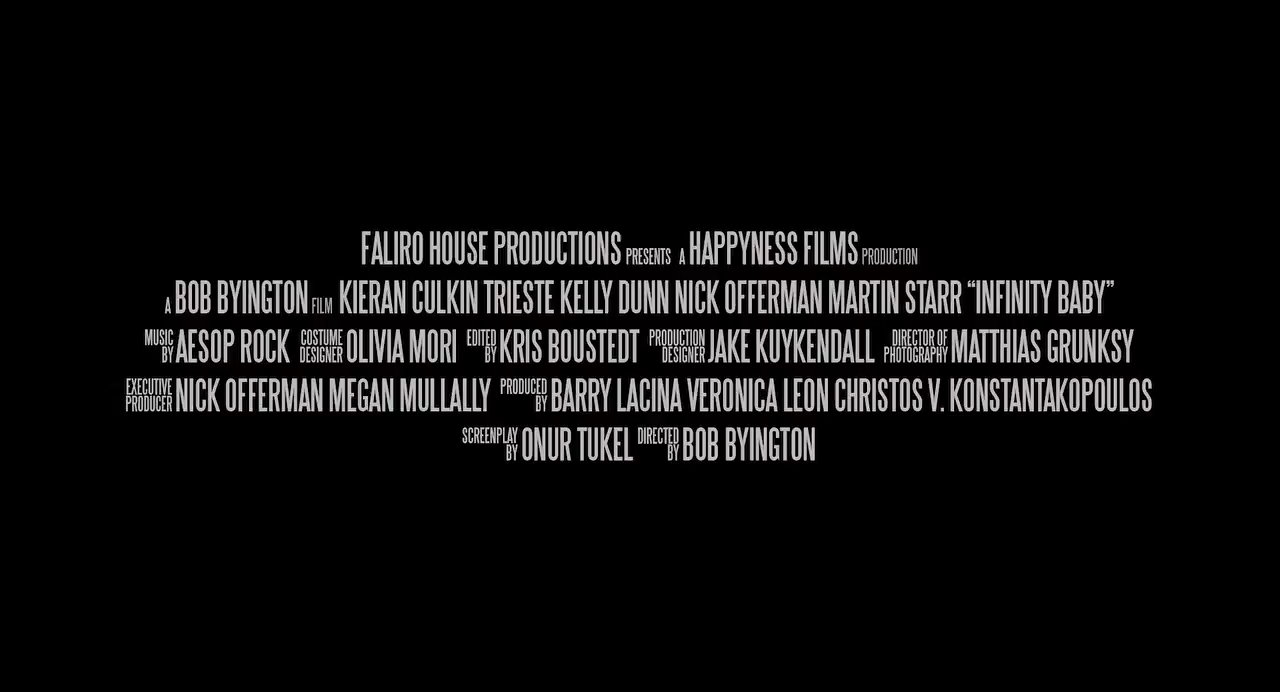 FALIRO HOUSE PRODUCTIONS PRESENTS A HAPPYNESS FILMS PRODUCTION
A BOB BYINGTON FILM KIERAN CULKIN TRIESTE KELLY DUNN NICK OFFERMAN MARTIN STARR “INFINITY BABY”
MUSIC BY AESOP ROCK COSTUME DESIGNER OLIVIA MORI EDITED BY KRIS BOUSTEDT PRODUCTION DESIGNER JAKE KUYKENDALL DIRECTOR OF PHOTOGRAPHY MATTHIAS GRUNSKY
EXECUTIVE PRODUCER NICK OFFERMAN MEGAN MULLALLY PRODUCED BY BARRY LACINA VERONICA LEON CHRISTOS V. KONSTANTAKOPOULOS
SCREENPLAY BY ONUR TUKEL DIRECTED BY BOB BYINGTON